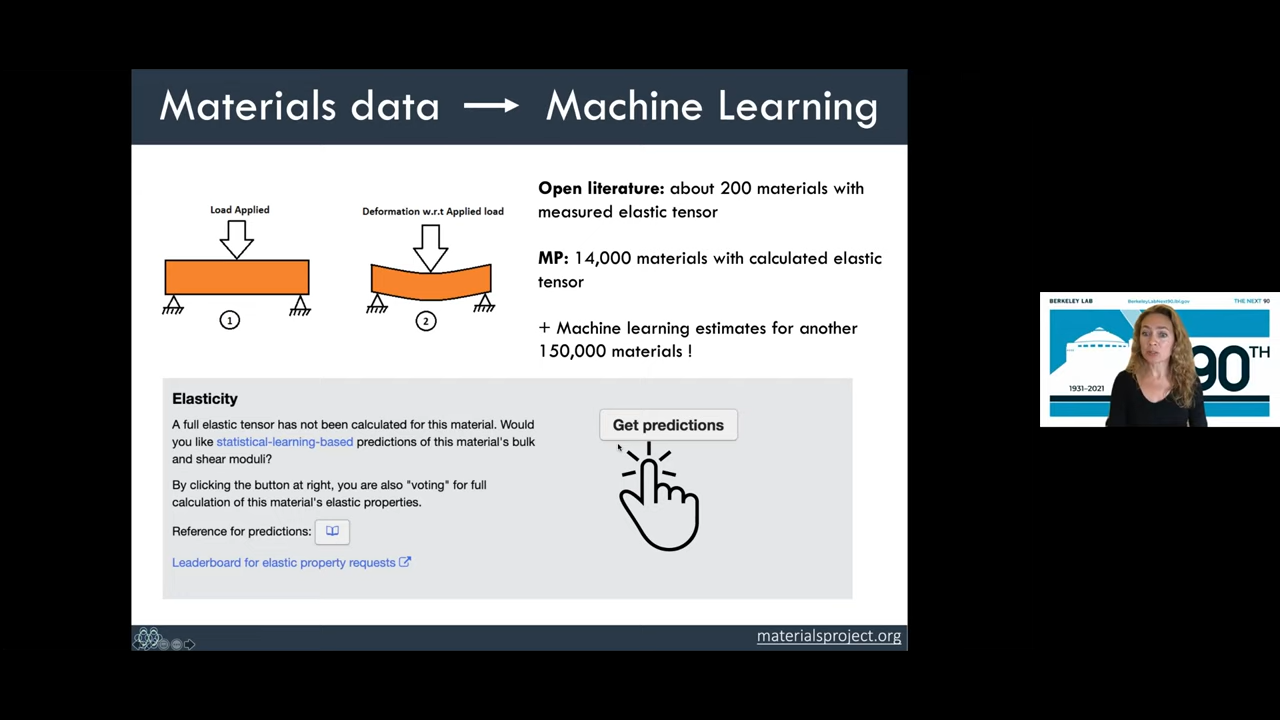 Materials data → Machine Learning
Load Applied
Deformation w.r.t Applied load
1
2
Open literature: about 200 materials with
measured elastic tensor
MP: 14,000 materials with calculated elastic
tensor
+ Machine learning estimates for another
150,000 materials !
Elasticity
A full elastic tensor has not been calculated for this material. Would
you like statistical-learning-based predictions of this material's bulk
and shear moduli?
By clicking the button at right, you are also "voting" for full
calculation of this material's elastic properties.
Reference for predictions:
Leaderboard for elastic property requests
Get predictions
materialsproject.org
BERKELEY LAB
BerkeleyLabNext90.lbl.gov
THE NEXT 90
90TH
1931-2021